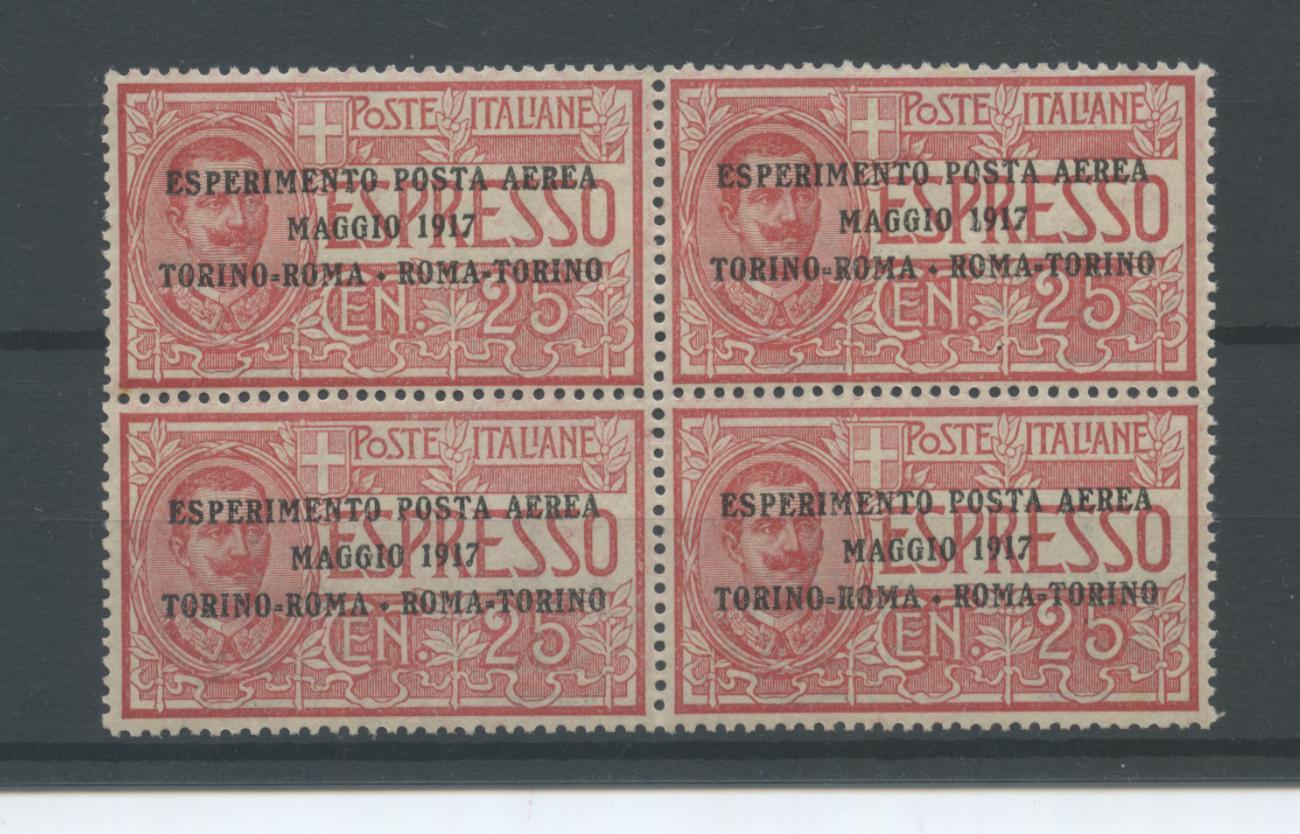 POSTE ITALIANE
ESPERIMENTO POSTA AEREA
ESPRESSO
MAGGIO 1917
TORINO=ROMA • ROMA=TORINO
CEN. 25
POSTE ITALIANE
ESPERIMENTO POSTA AEREA
ESPRESSO
MAGGIO 1917
TORINO=ROMA • ROMA=TORINO
CEN. 25
POSTE ITALIANE
ESPERIMENTO POSTA AEREA
ESPRESSO
MAGGIO 1917
TORINO=ROMA • ROMA=TORINO
CEN. 25
POSTE ITALIANE
ESPERIMENTO POSTA AEREA
ESPRESSO
MAGGIO 1917
TORINO=ROMA • ROMA=TORINO
CEN. 25